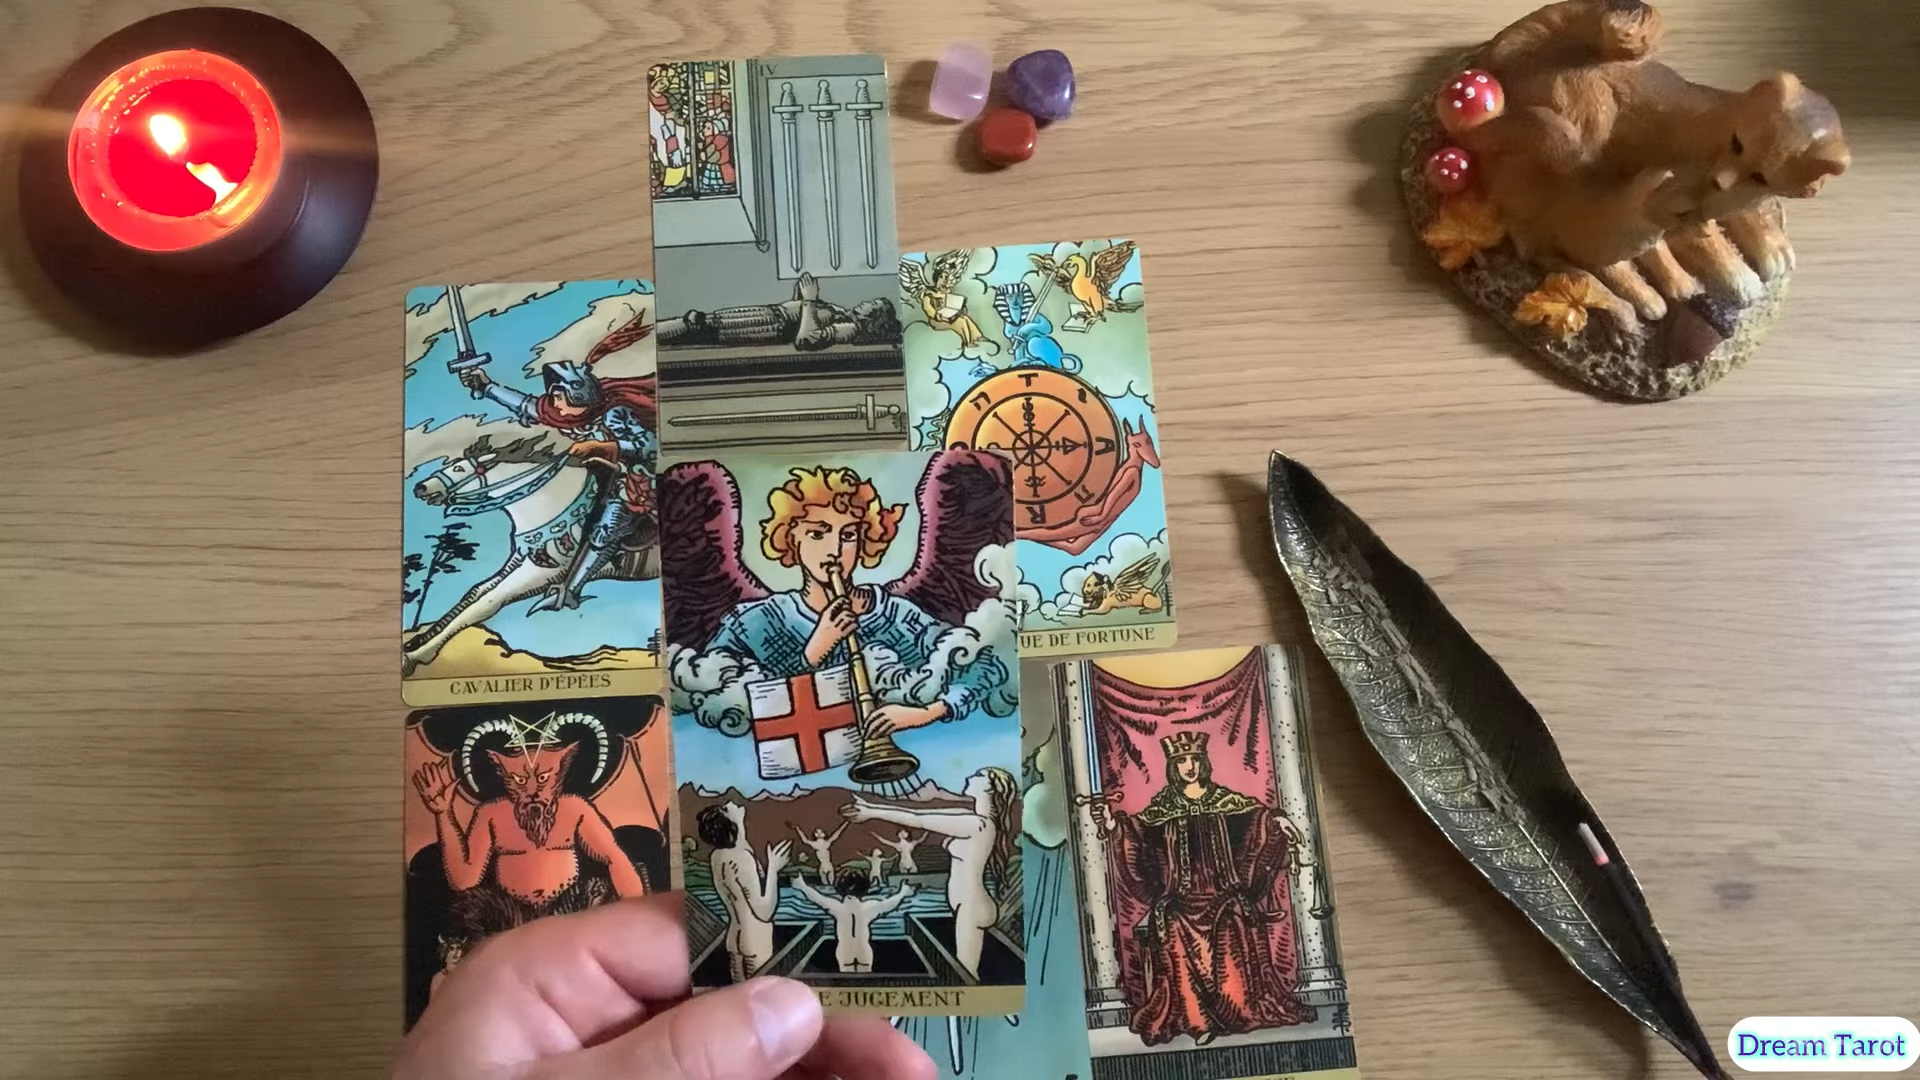 IV
CAVALIER D'ÉPÉES
UE DE FORTUNE
E JUGEMENT
Dream Tarot